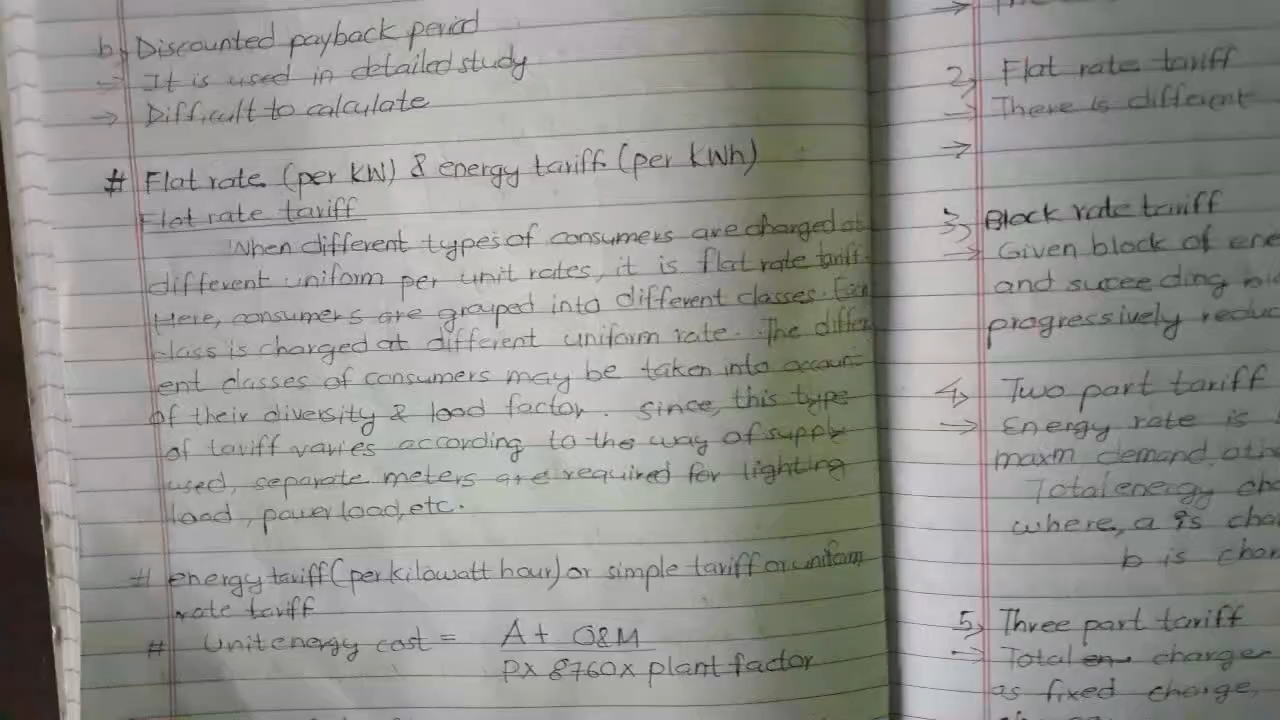 b) Discounted payback period
→ It is used in detailed study
→ Difficult to calculate
# Flat rate (per KW) & energy tariff (per KWh)
Flat rate tariff
When different types of consumers are charged at
different uniform per unit rates, it is flat rate tariff.
Here, consumers are grouped into different classes. Each
class is charged at different uniform rate. The differ
ent classes of consumers may be taken into account
of their diversity & load factor. Since, this type
of tariff varies according to the way of supply
used, separate meters are required for lighting
load, power load, etc.
# energy tariff (per kilowatt hour) or simple tariff or uniform
rate tariff
# Unit energy cost = A + O&M
P x 8760 x plant factor
→
2) Flat rate tariff
→ There is different
→
3) Block rate tariff
→ Given block of ene
and suceeding
progressively reduc
4) Two part tariff
→ Energy rate is
maxm demand
Total energy cha
where, a is cha
b is char
5) Three part tariff
→ Total charge
as fixed charge,